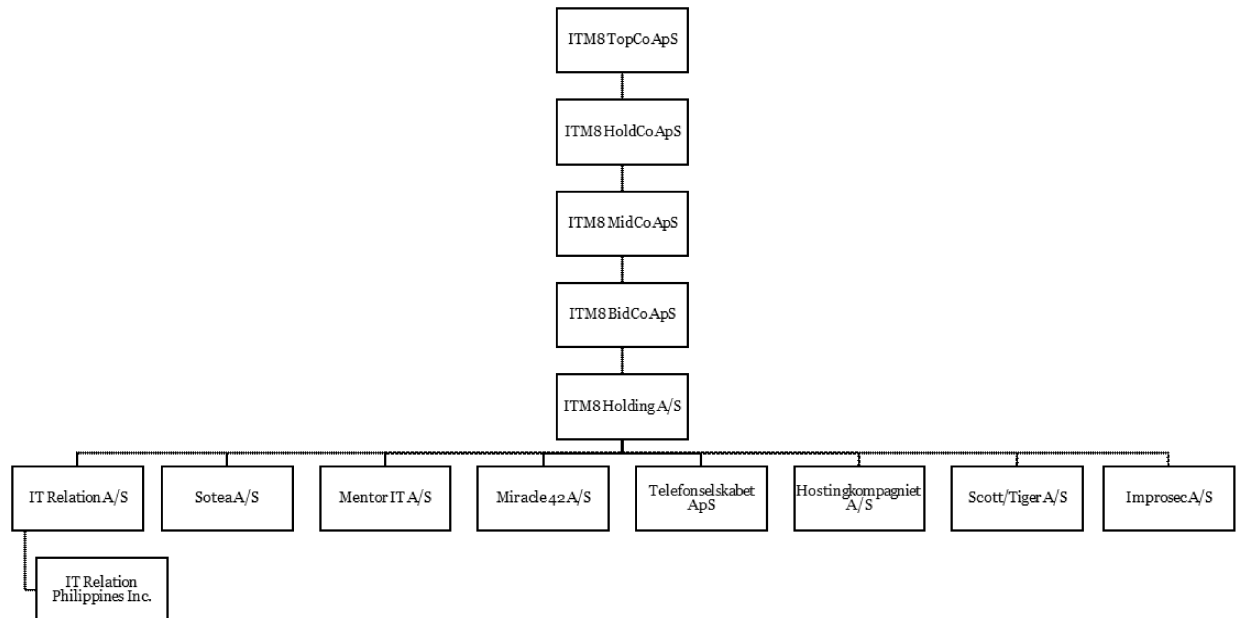 ITM8 TopCo ApS
ITM8 HoldCo ApS
ITM8 MidCo ApS
ITM8 BidCo ApS
ITM8 Holding A/S
IT Relation A/S
Sotea A/S
Mentor IT A/S
Miracle 42 A/S
Telefonselskabet
ApS
Hostingkompagniet
A/S
Scott/Tiger A/S
Improsec A/S
IT Relation
Philippines Inc.